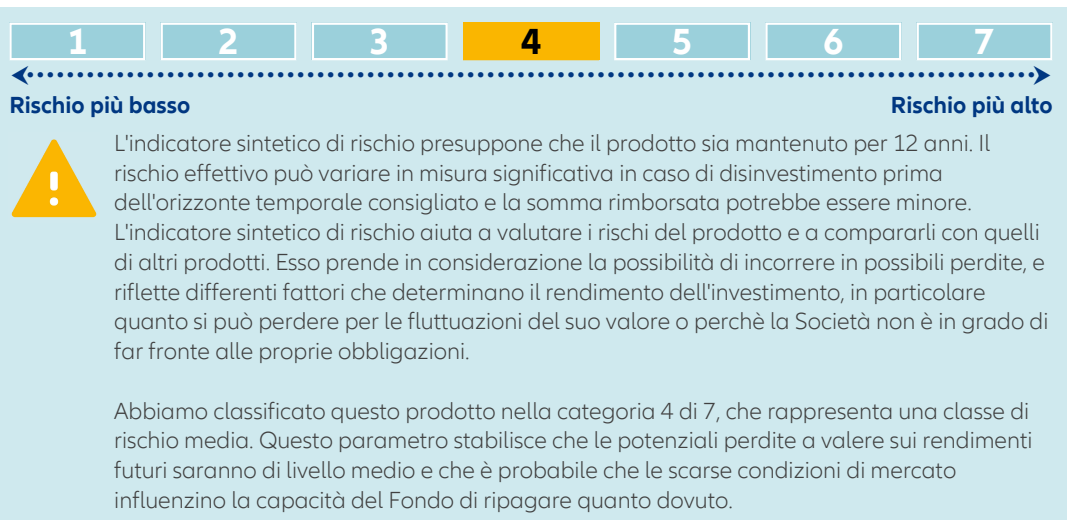 1 2 3 4 5 6 7
Rischio più basso Rischio più alto
L'indicatore sintetico di rischio presuppone che il prodotto sia mantenuto per 12 anni. Il
rischio effettivo può variare in misura significativa in caso di disinvestimento prima
dell'orizzonte temporale consigliato e la somma rimborsata potrebbe essere minore.
L'indicatore sintetico di rischio aiuta a valutare i rischi del prodotto e a compararli con quelli
di altri prodotti. Esso prende in considerazione la possibilità di incorrere in possibili perdite, e
riflette differenti fattori che determinano il rendimento dell'investimento, in particolare
quanto si può perdere per le fluttuazioni del suo valore o perchè la Società non è in grado di
far fronte alle proprie obbligazioni.
Abbiamo classificato questo prodotto nella categoria 4 di 7, che rappresenta una classe di
rischio media. Questo parametro stabilisce che le potenziali perdite a valere sui rendimenti
futuri saranno di livello medio e che è probabile che le scarse condizioni di mercato
influenzino la capacità del Fondo di ripagare quanto dovuto.